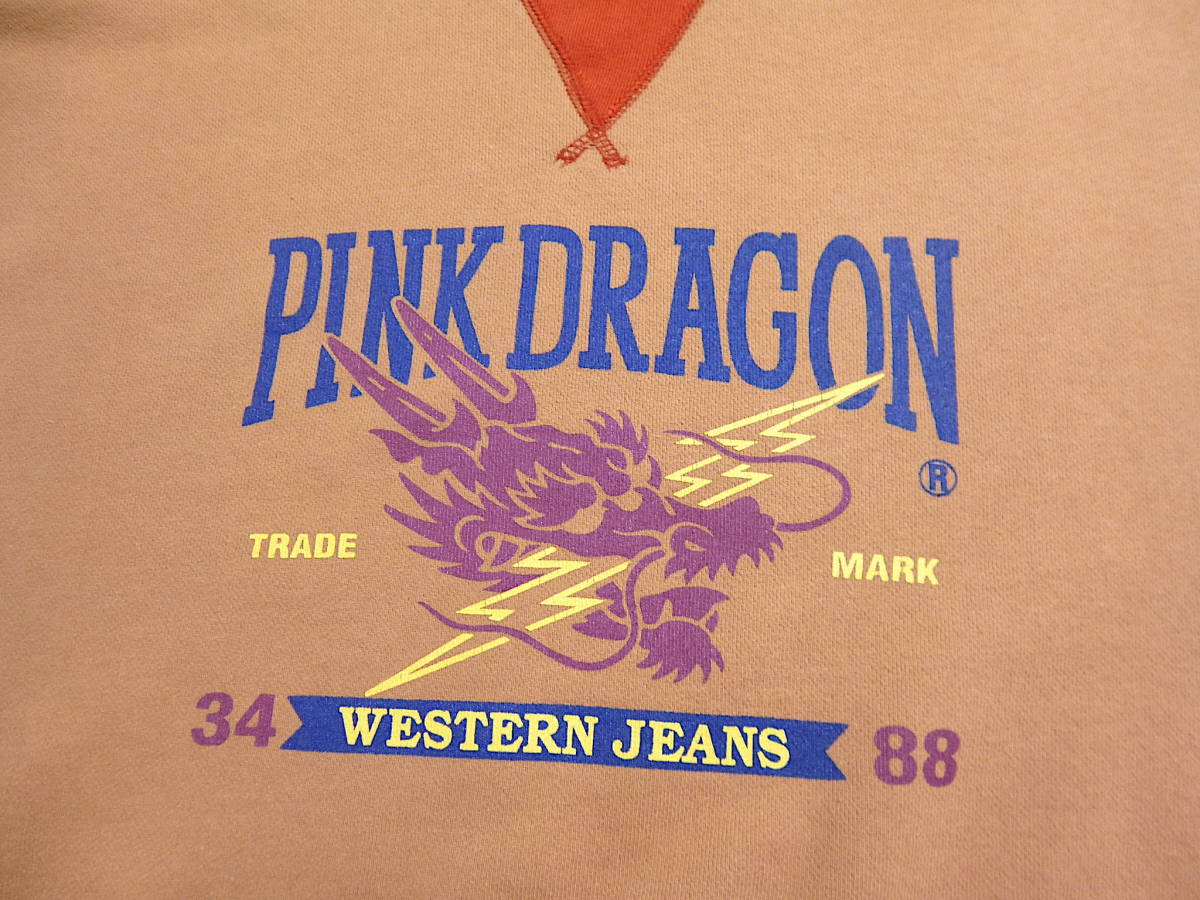 PINK DRAGON
®
TRADE MARK
34 WESTERN JEANS 88